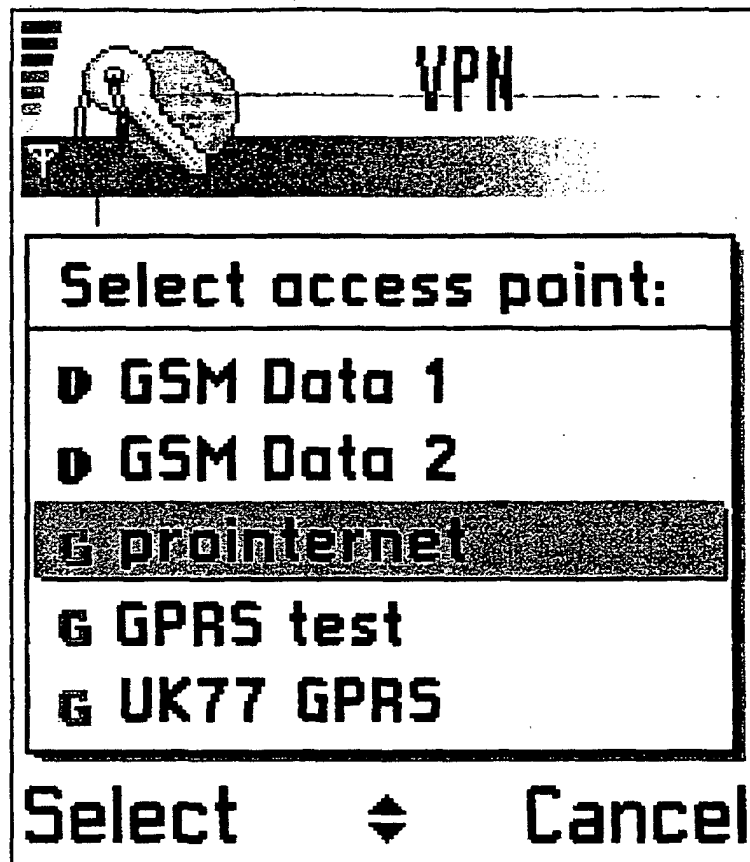 VPN
Select access point:
D GSM Data 1
D GSM Data 2
G prointernet
G GPRS test
G UK77 GPRS
Select Cancel